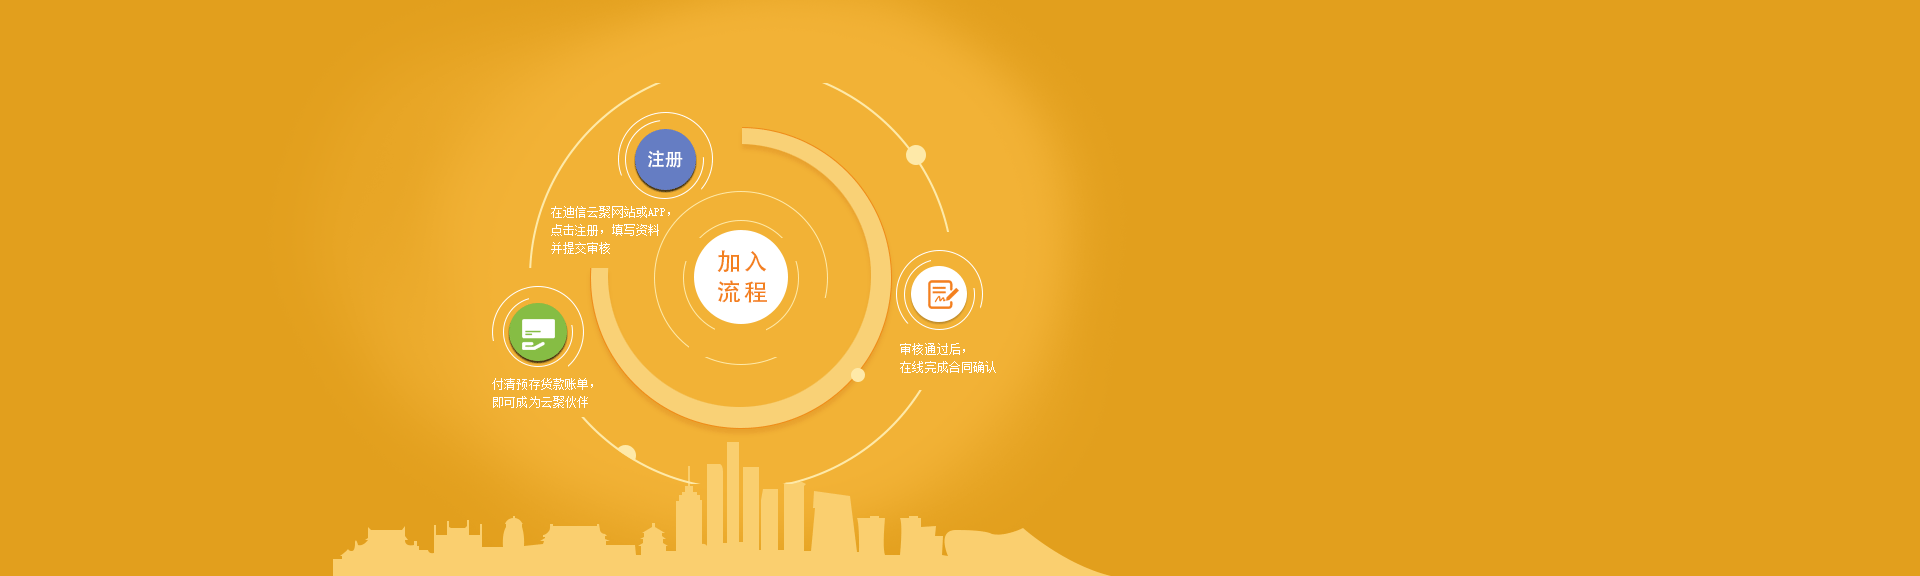 注册
在迪信云聚网站或APP，
点击注册，填写资料
并提交审核
加入
流程
审核通过后，
在线完成合同确认
付清预存货款账单，
即可成为云聚伙伴